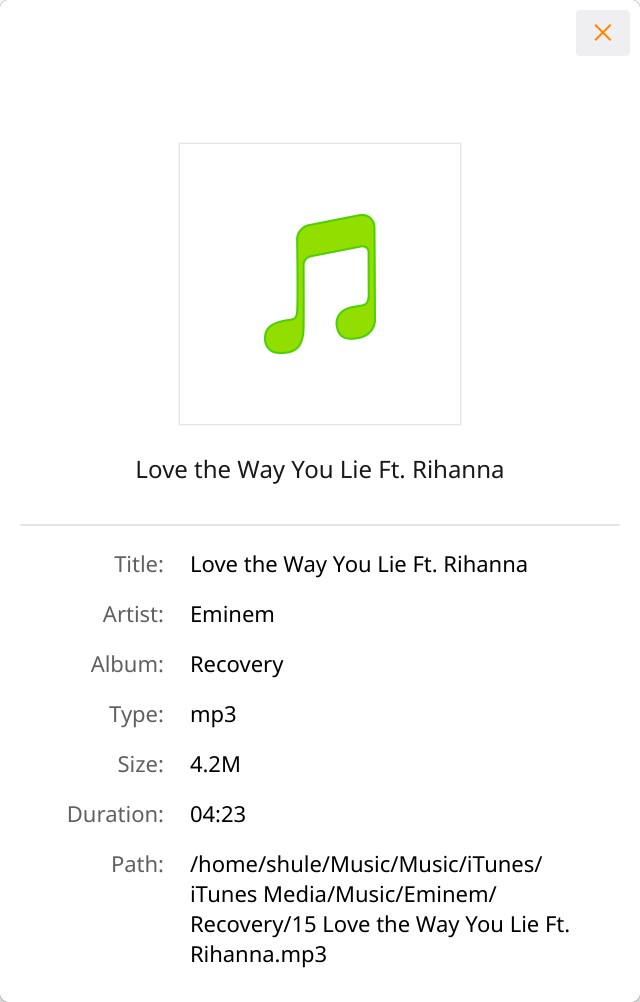 Love the Way You Lie Ft. Rihanna
Title: Love the Way You Lie Ft. Rihanna
Artist: Eminem
Album: Recovery
Type: mp3
Size: 4.2M
Duration: 04:23
Path: /home/shule/Music/Music/iTunes/
iTunes Media/Music/Eminem/
Recovery/15 Love the Way You Lie Ft.
Rihanna.mp3